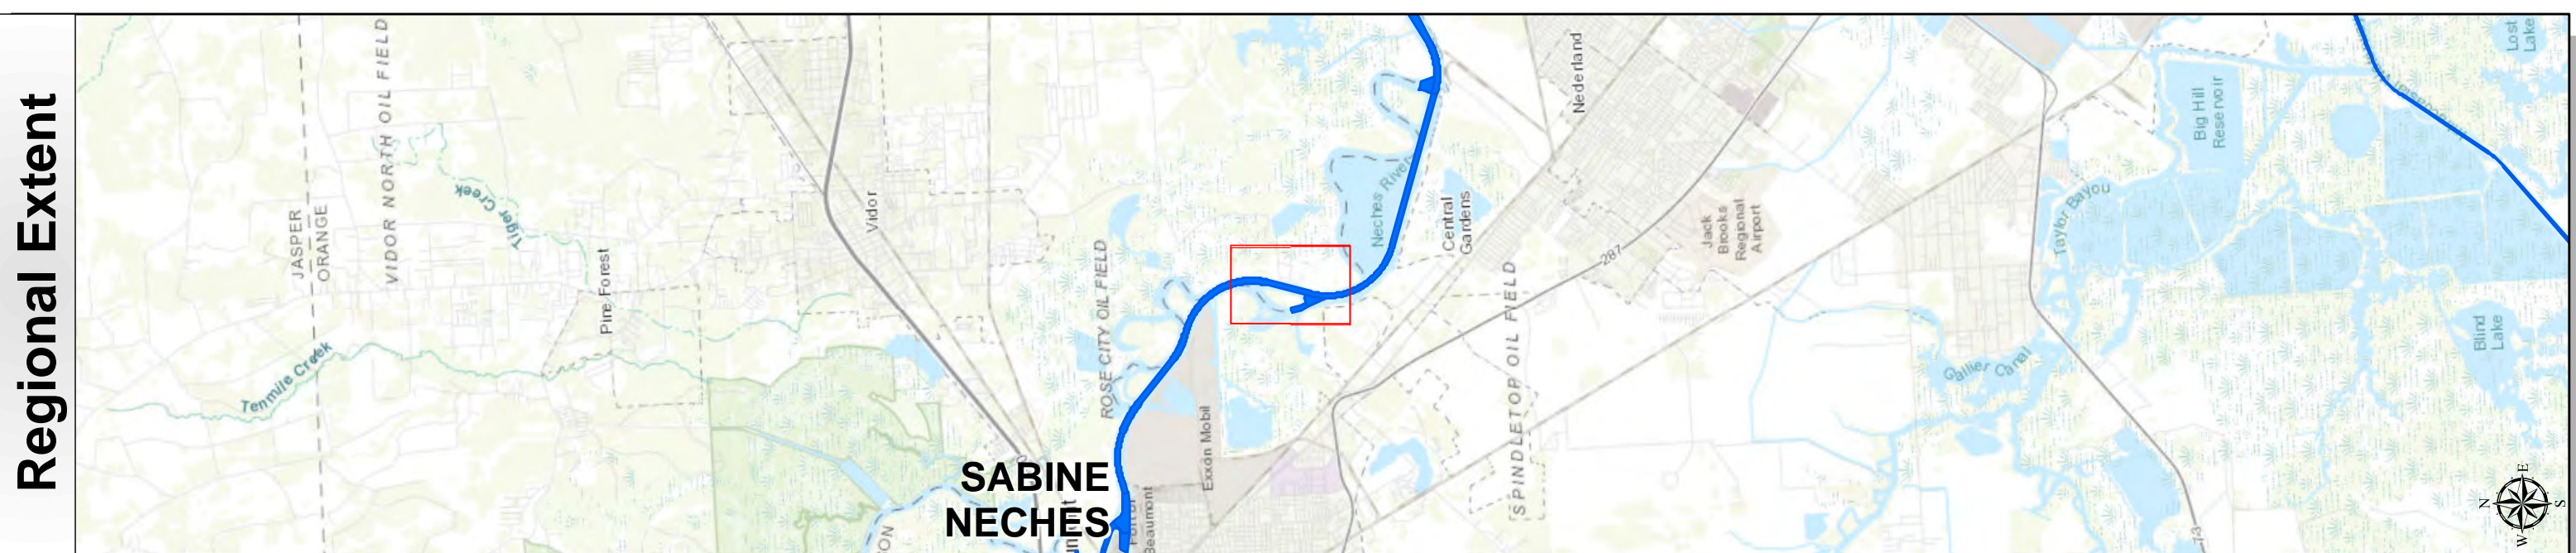 Regional Extent
JASPER
ORANGE
VIDOR NORTH OIL FIELD
Tiger Creek
Tenmile Creek
Pine Forest
Vidor
ROSE CITY OIL FIELD
SABINE
NECHES
Beaumont
Exxon Mobil
Neches River
Central
Gardens
Nederland
287
SPINDLETOP OIL FIELD
Jack
Brooks
Regional
Airport
Taylor Bayou
Gallier Canal
Big Hill
Reservoir
Blind
Lake
Lost
Lake
73
N
E
S
W